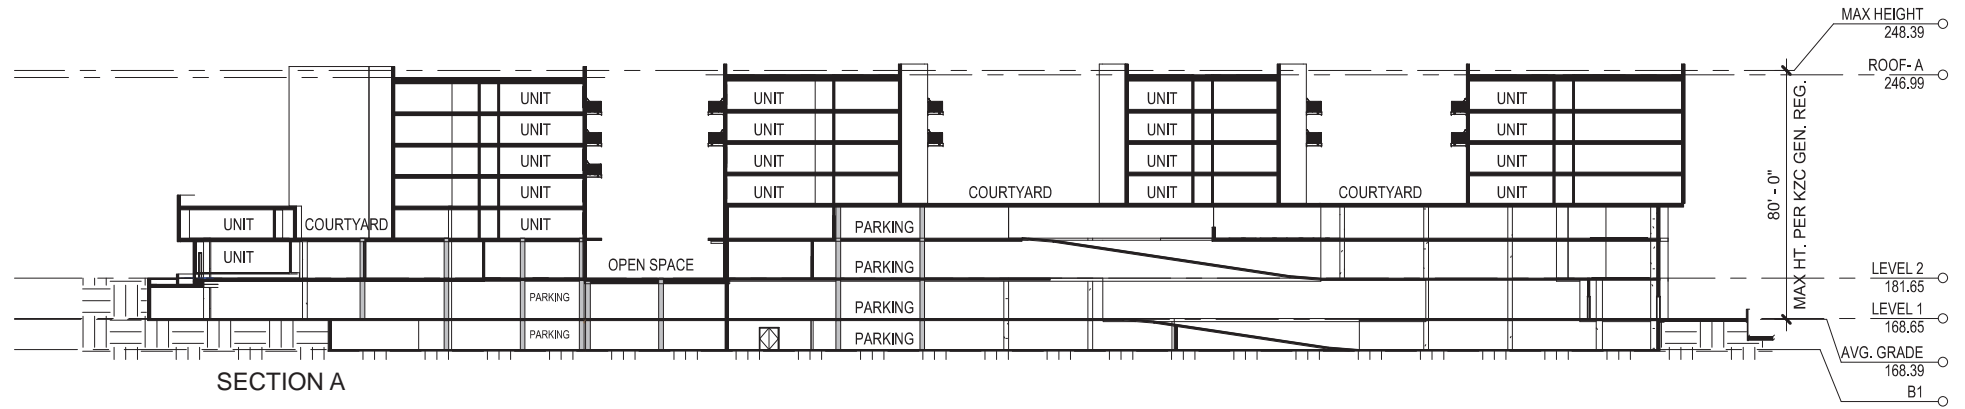 MAX HEIGHT
248.39
ROOF- A
246.99
UNIT UNIT UNIT UNIT
UNIT UNIT UNIT UNIT
UNIT UNIT UNIT UNIT
UNIT UNIT COURTYARD UNIT COURTYARD UNIT
UNIT COURTYARD UNIT PARKING
UNIT OPEN SPACE PARKING
PARKING PARKING
PARKING PARKING
80' - 0"
MAX HT. PER KZC GEN. REG.
LEVEL 2
181.65
LEVEL 1
168.65
AVG. GRADE
168.39
B1
SECTION A